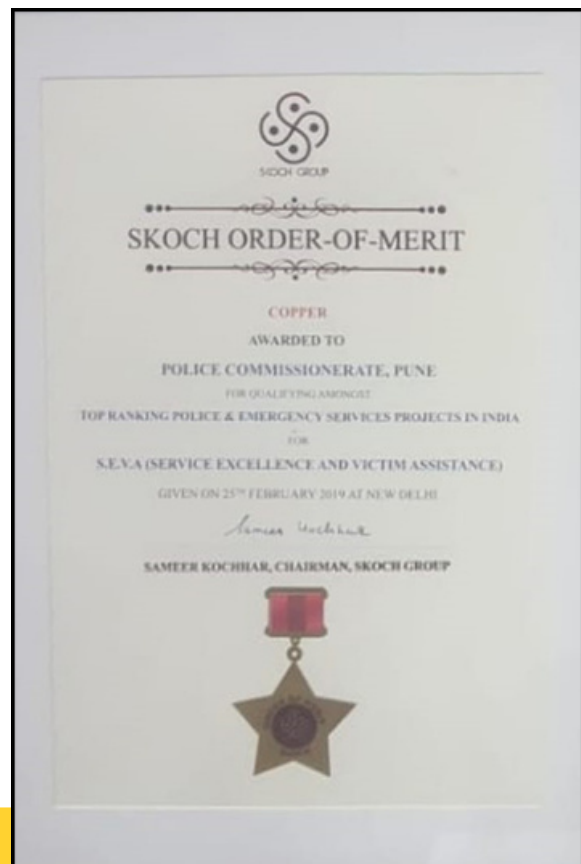 SKOCH GROUP
SKOCH ORDER-OF-MERIT
COPPER
AWARDED TO
POLICE COMMISSIONERATE, PUNE
FOR QUALIFYING AMONGST
TOP RANKING POLICE & EMERGENCY SERVICES PROJECTS IN INDIA
FOR
S.E.V.A (SERVICE EXCELLENCE AND VICTIM ASSISTANCE)
GIVEN ON 25TH FEBRUARY 2019 AT NEW DELHI
Sameer Kochhar
SAMEER KOCHHAR, CHAIRMAN, SKOCH GROUP